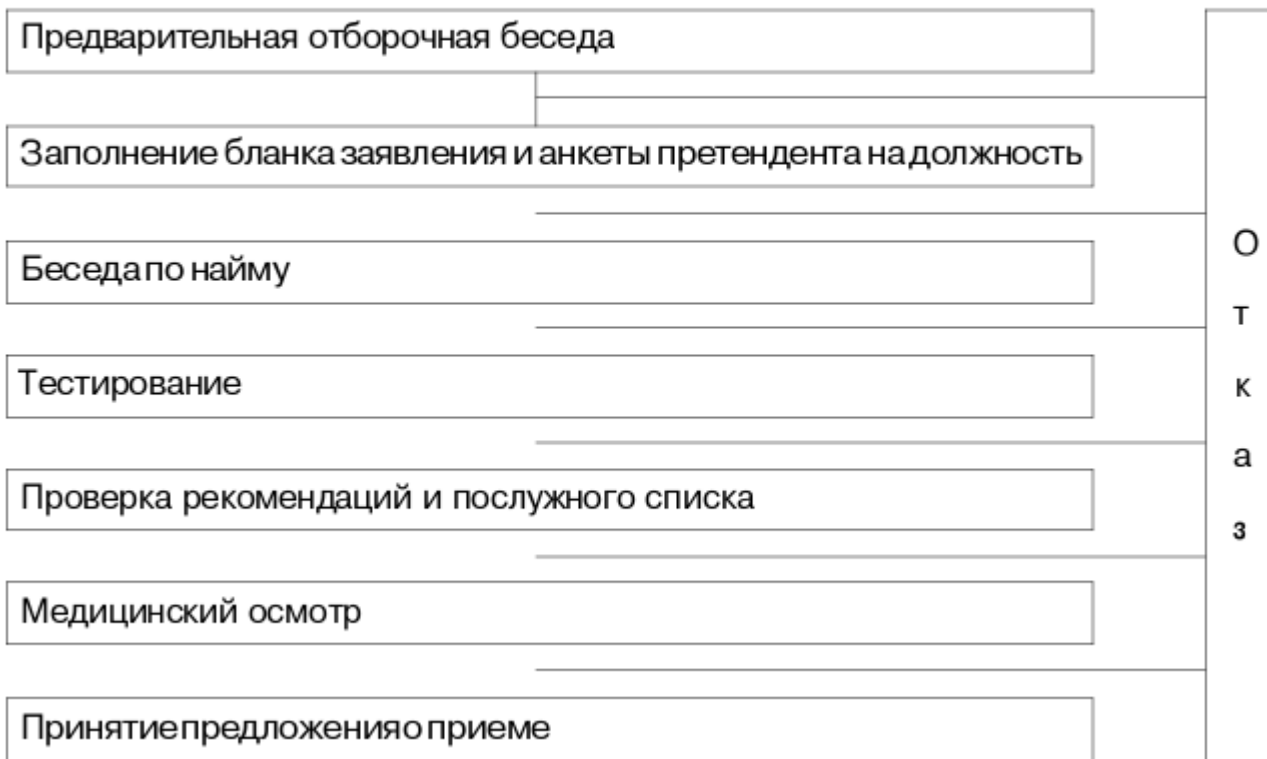 Предварительная отборочная беседа
Заполнение бланка заявления и анкеты претендента на должность
Беседа по найму
Тестирование
Проверка рекомендаций и послужного списка
Медицинский осмотр
Принятие предложения о приеме
О
т
к
а
з